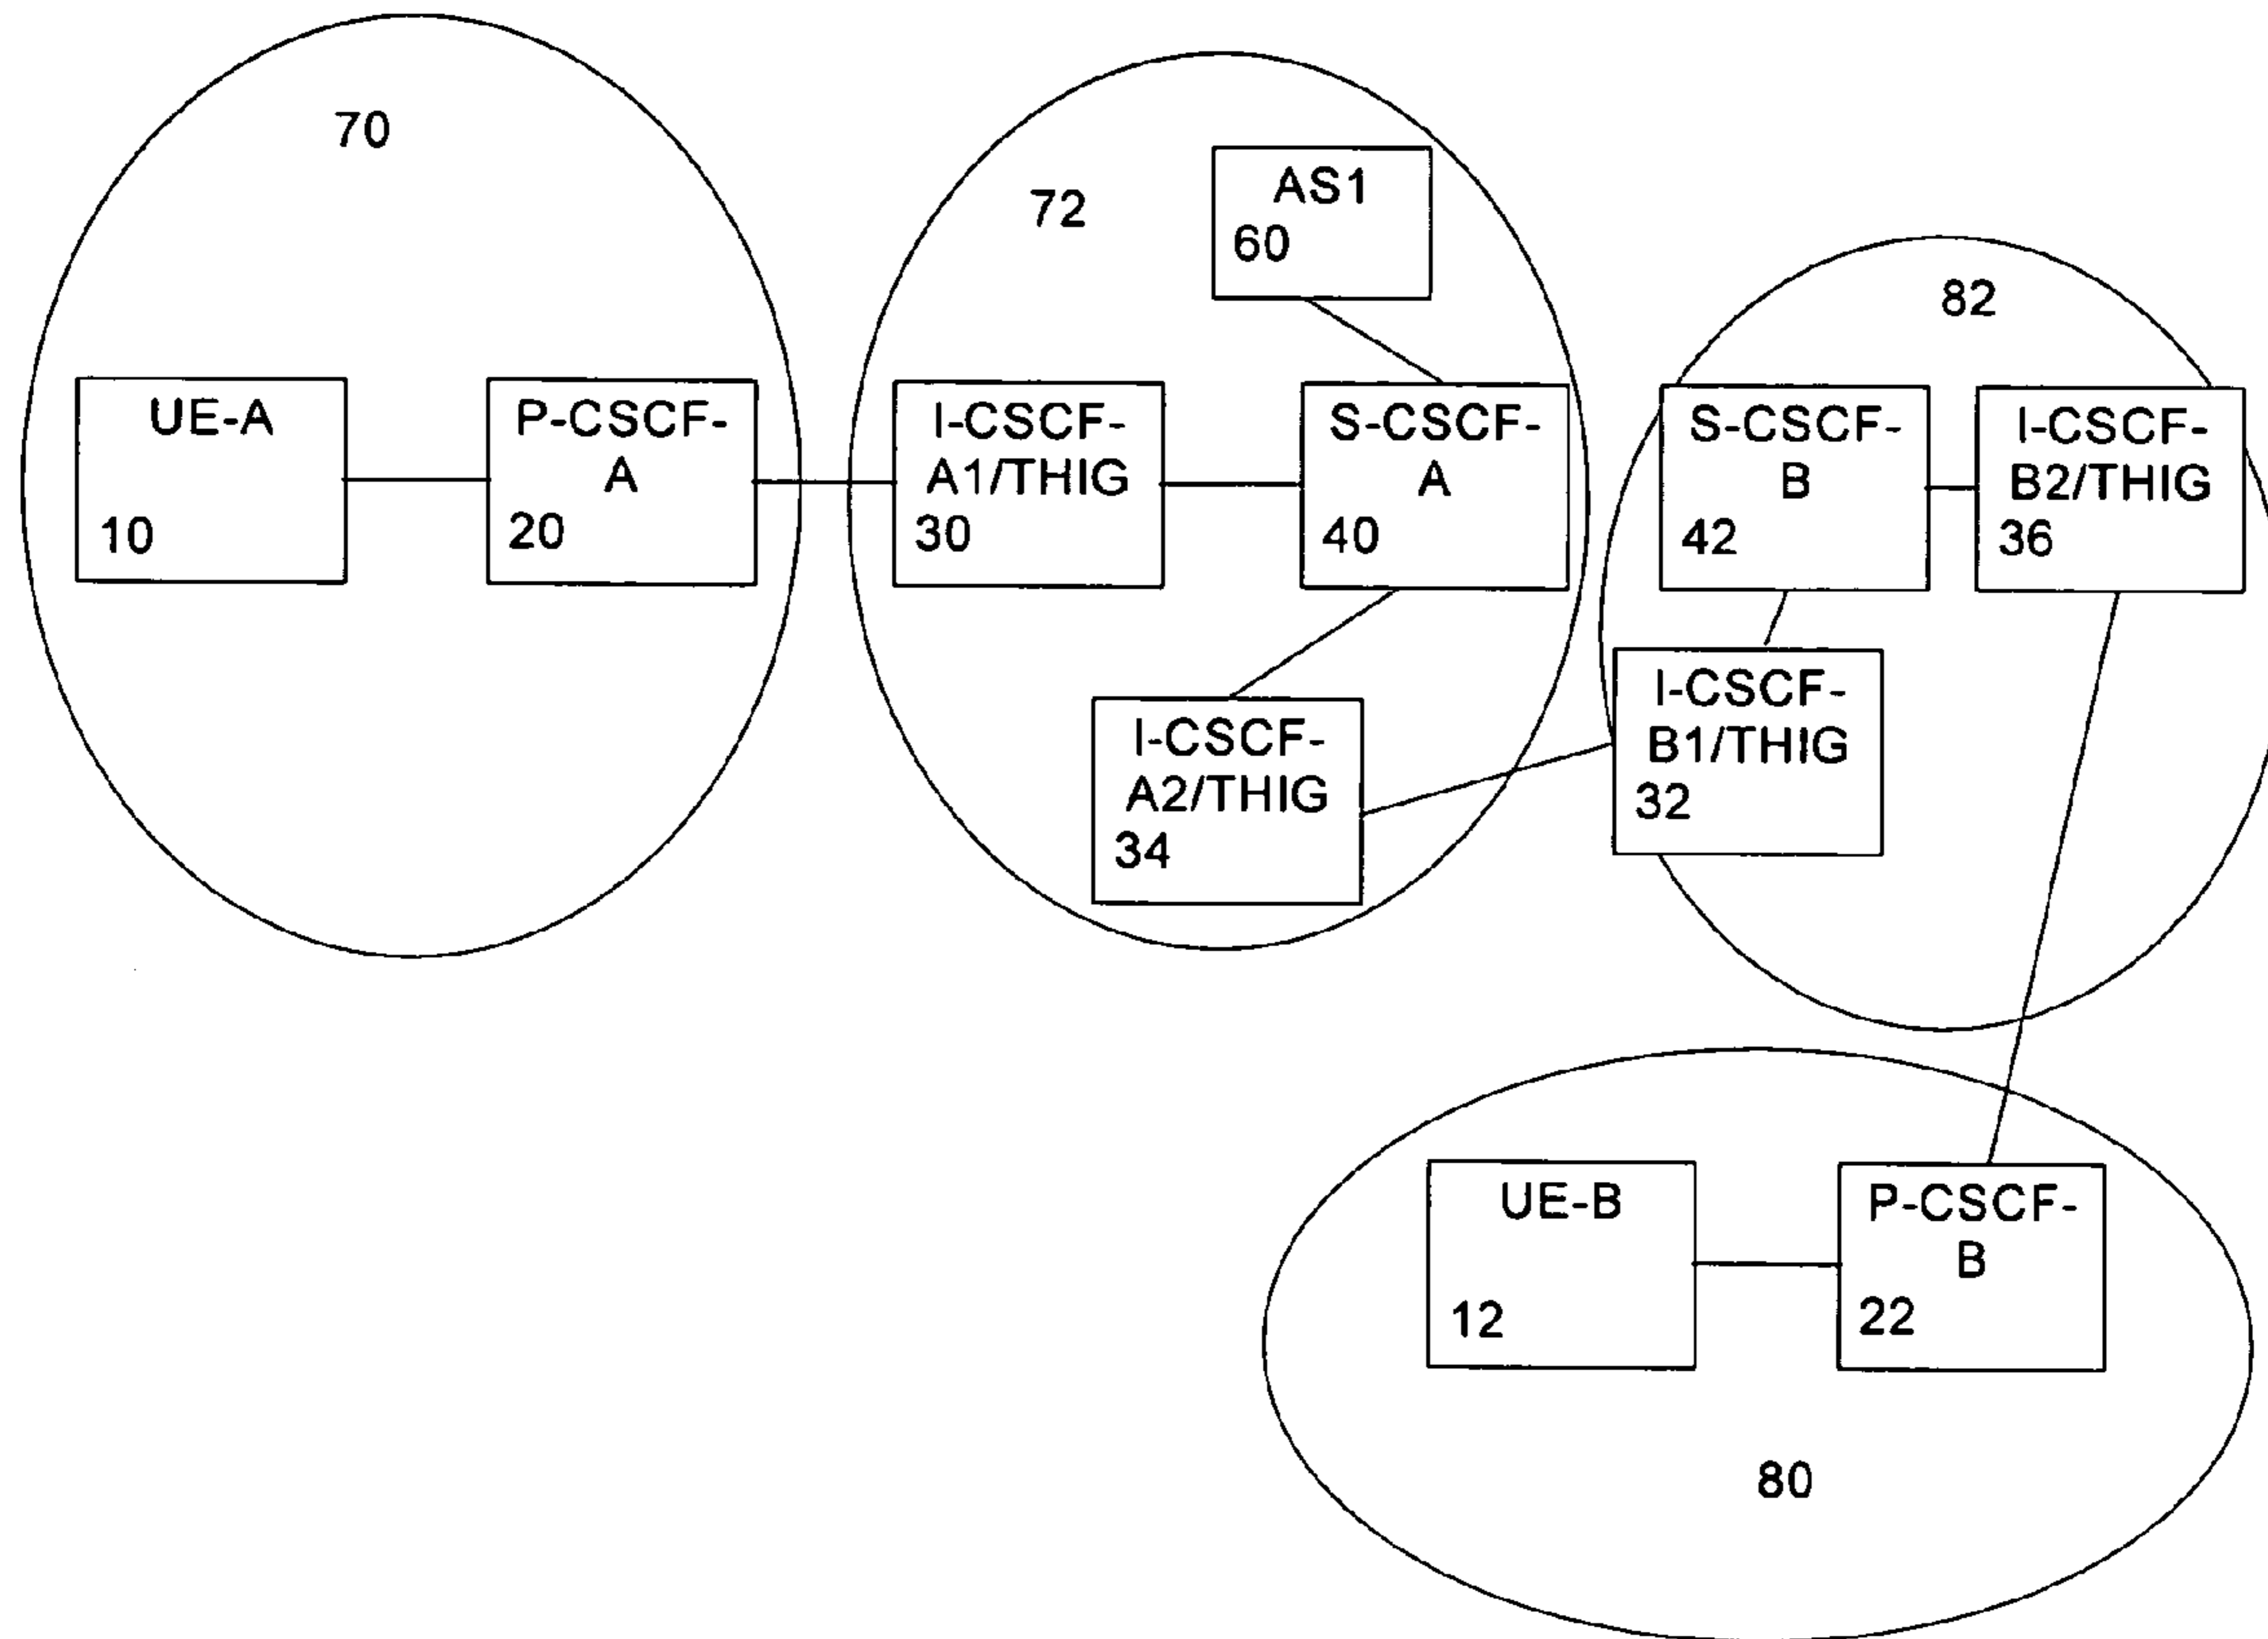 70
72
AS1
60
82
UE-A
10
P-CSCF-
A
20
I-CSCF-
A1/THIG
30
S-CSCF-
A
40
S-CSCF-
B
42
I-CSCF-
B2/THIG
36
I-CSCF-
A2/THIG
34
I-CSCF-
B1/THIG
32
UE-B
12
P-CSCF-
B
22
80